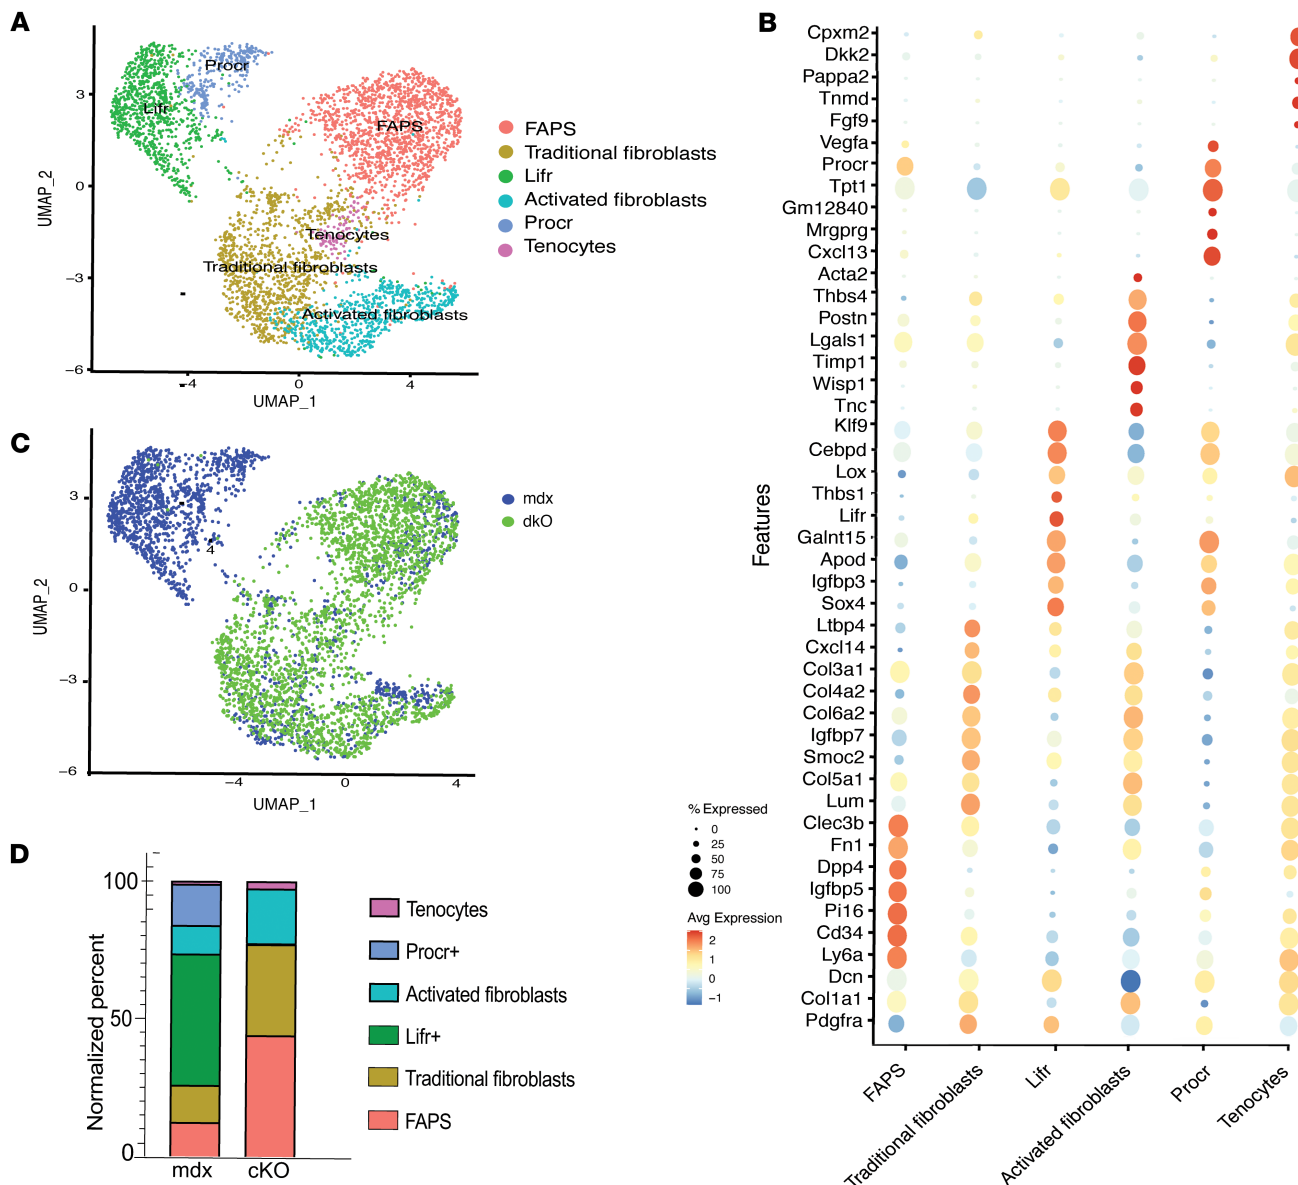 A
3
0
−3
−6
UMAP_2
−4
0
4
UMAP_1
Procr
Lifr
FAPS
Tenocytes
Traditional fibroblasts
Activated fibroblasts
FAPS
Traditional fibroblasts
Lifr
Activated fibroblasts
Procr
Tenocytes
B
Features
Cpxm2
Dkk2
Pappa2
Tnmd
Fgf9
Vegfa
Procr
Tpt1
Gm12840
Mrgprg
Cxcl13
Acta2
Thbs4
Postn
Lgals1
Timp1
Wisp1
Tnc
Klf9
Cebpd
Lox
Thbs1
Lifr
Galnt15
Apod
Igfbp3
Sox4
Ltbp4
Cxcl14
Col3a1
Col4a2
Col6a2
Igfbp7
Smoc2
Col5a1
Lum
Clec3b
Fn1
Dpp4
Igfbp5
Pi16
Cd34
Ly6a
Dcn
Col1a1
Pdgfra
FAPS
Traditional fibroblasts
Lifr
Activated fibroblasts
Procr
Tenocytes
% Expressed
0
25
50
75
100
Avg Expression
2
1
0
−1
C
3
0
−3
−6
UMAP_2
4
−4
0
4
UMAP_1
mdx
dkO
D
Normalized percent
100
50
0
mdx
cKO
Tenocytes
Procr+
Activated fibroblasts
Lifr+
Traditional fibroblasts
FAPS